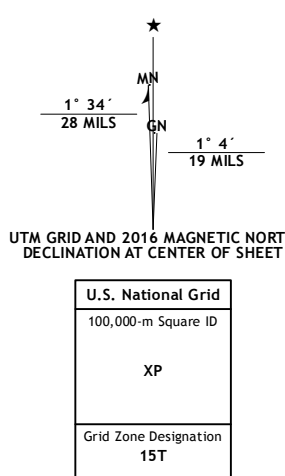 MN
1° 34´
28 MILS
GN
1° 4´
19 MILS
UTM GRID AND 2016 MAGNETIC NORT
DECLINATION AT CENTER OF SHEET
U.S. National Grid
100,000-m Square ID
XP
Grid Zone Designation
15T